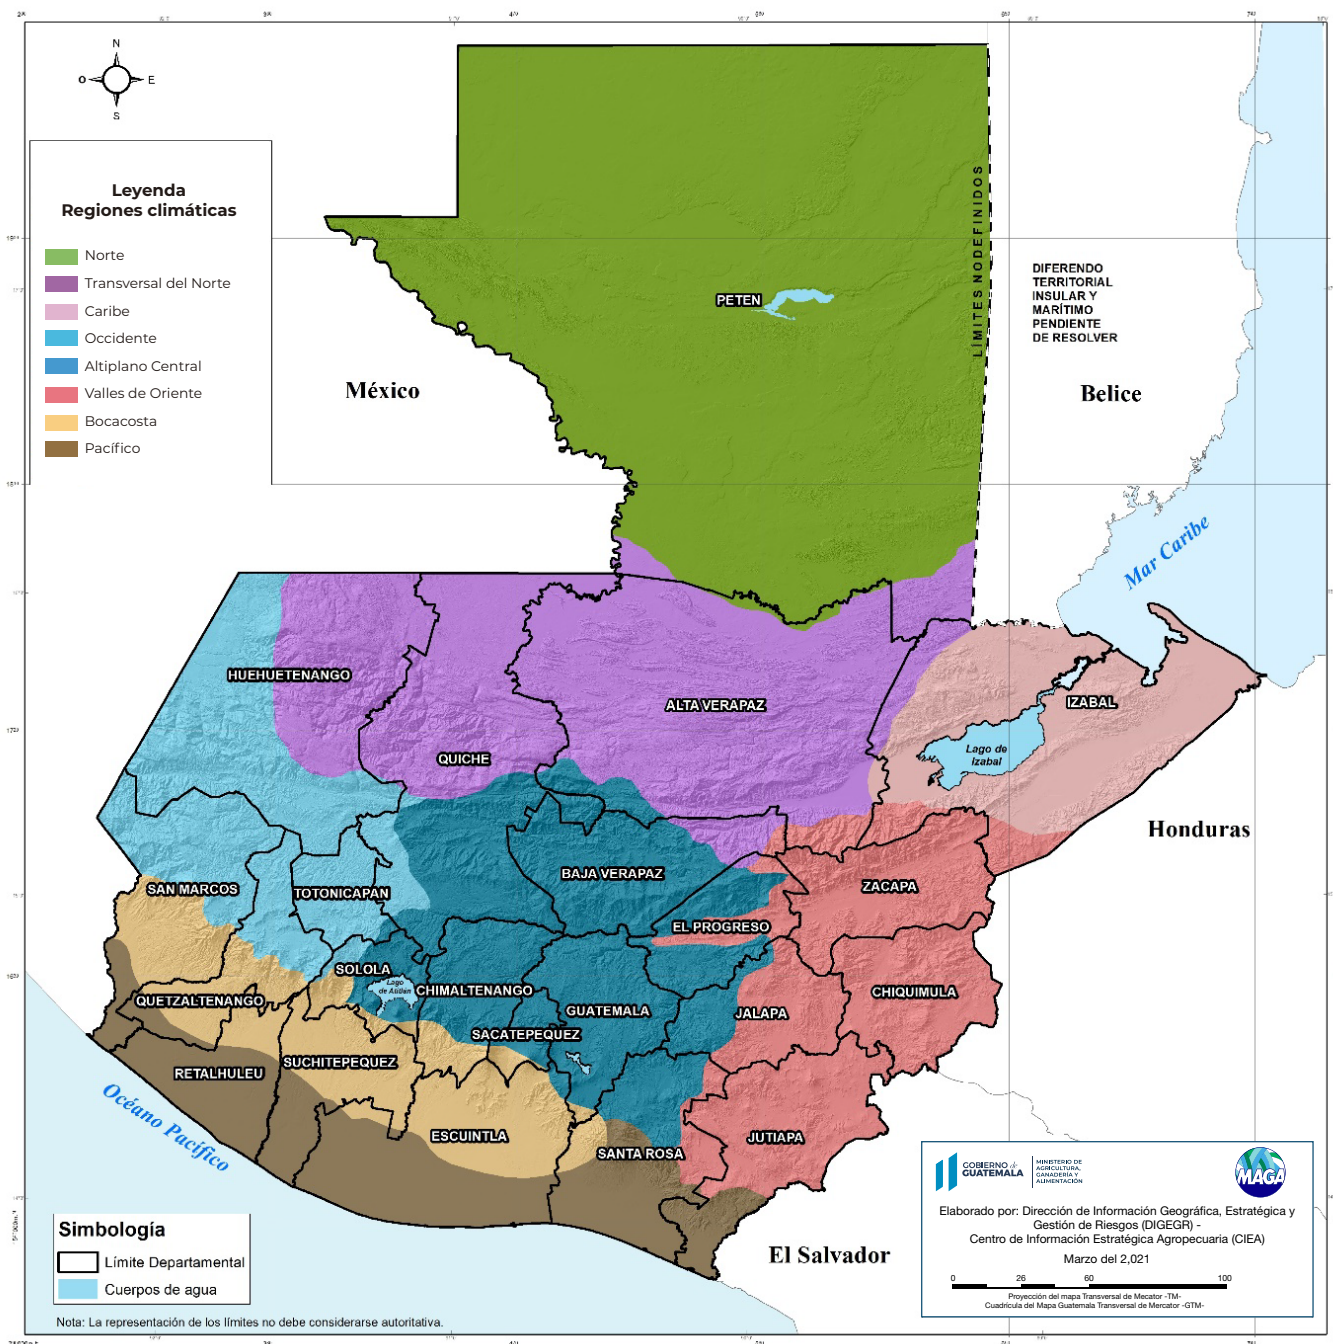 N
O
E
S
Leyenda
Regiones climáticas
Norte
Transversal del Norte
Caribe
Occidente
Altiplano Central
Valles de Oriente
Bocacosta
Pacífico
LÍMITES NODEFINIDOS
DIFERENDO
TERRITORIAL
INSULAR Y
MARÍTIMO
PENDIENTE
DE RESOLVER
PETEN
México
Belice
Mar Caribe
HUEHUETENANGO
ALTA VERAPAZ
IZABAL
QUICHE
Lago de
Izabal
Honduras
BAJA VERAPAZ
SAN MARCOS
TOTONICAPAN
ZACAPA
EL PROGRESO
SOLOLA
Lago
de Atitlán
CHIMALTENANGO
QUETZALTENANGO
GUATEMALA
JALAPA
CHIQUIMULA
SACATEPEQUEZ
SUCHITEPEQUEZ
RETALHULEU
Océano Pacífico
ESCUINTLA
SANTA ROSA
JUTIAPA
El Salvador
Simbología
Límite Departamental
Cuerpos de agua
Nota: La representación de los límites no debe considerarse autoritativa.
GOBIERNO de
GUATEMALA
MINISTERIO DE
AGRICULTURA,
GANADERÍA Y
ALIMENTACIÓN
MAGA
Elaborado por: Dirección de Información Geográfica, Estratégica y
Gestión de Riesgos (DIGEGR) -
Centro de Información Estratégica Agropecuaria (CIEA)
Marzo del 2,021
0 26 60 100
Proyección del mapa Transversal de Mercator -TM-
Cuadrícula del Mapa Guatemala Transversal de Mercator -GTM-